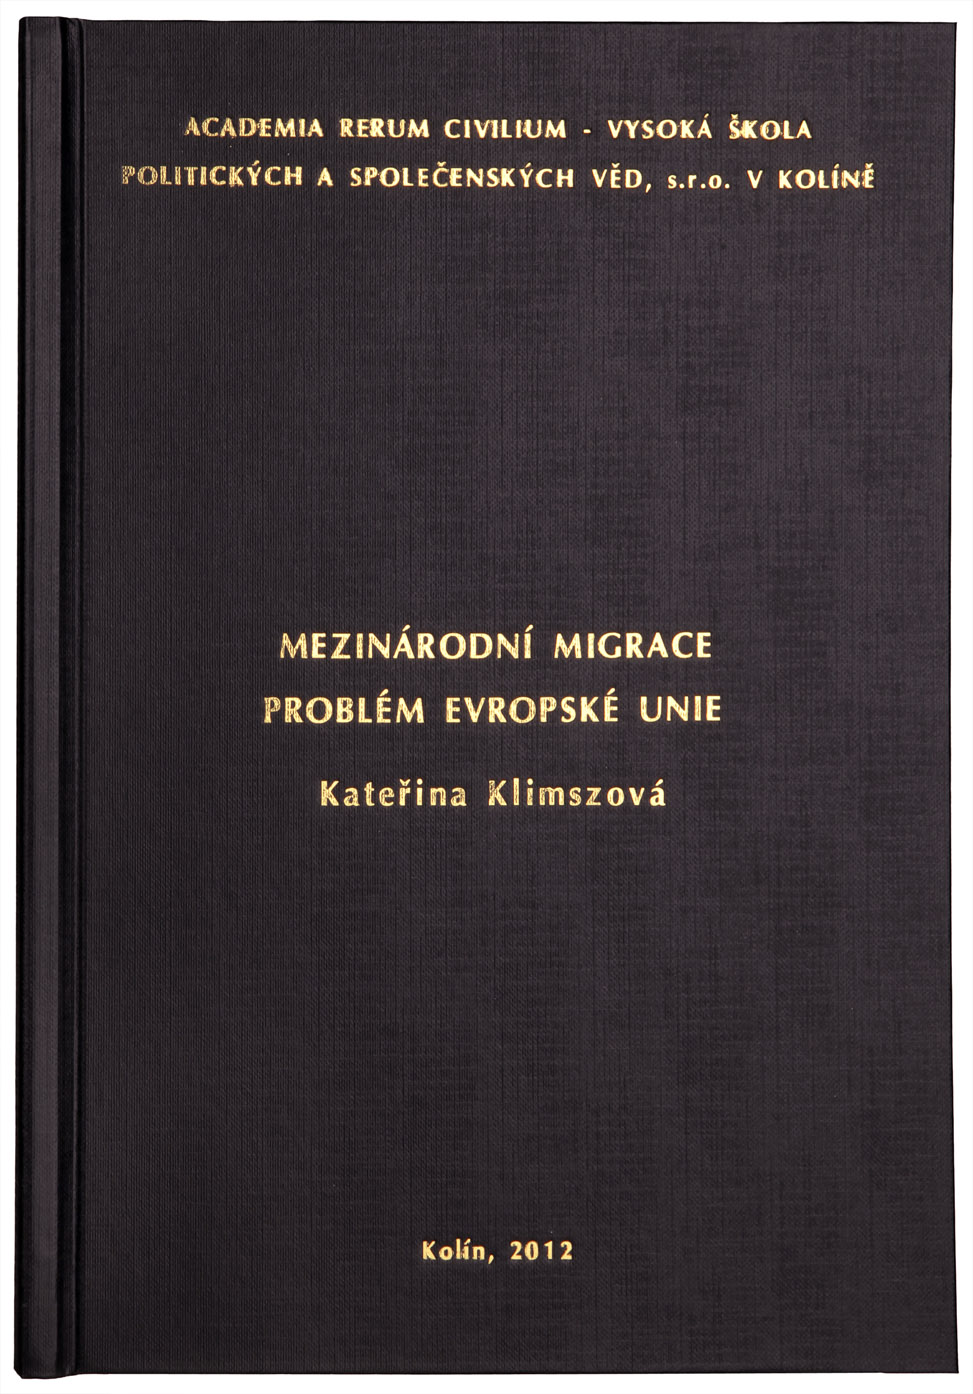 ACADEMIA RERUM CIVILIUM - VYSOKÁ ŠKOLA
POLITICKÝCH A SPOLEČENSKÝCH VĚD, s.r.o. V KOLÍNĚ
MEZINÁRODNÍ MIGRACE
PROBLÉM EVROPSKÉ UNIE
Kateřina Klimszová
Kolín, 2012